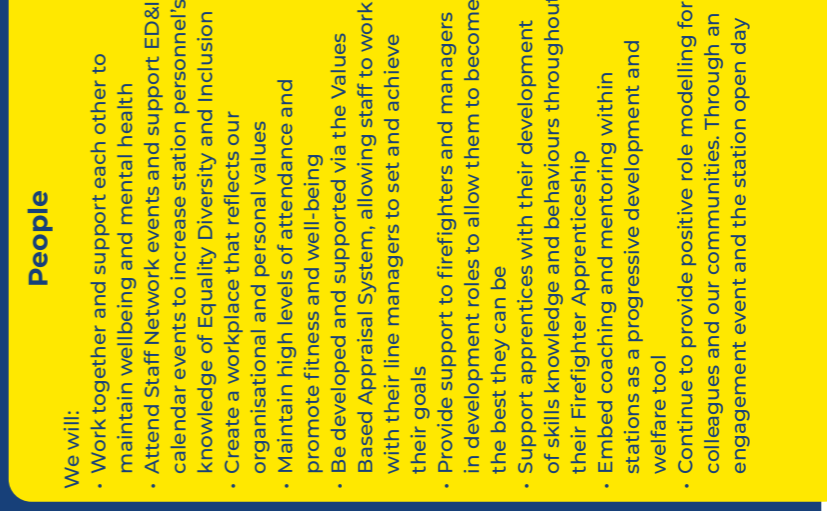 People
We will:
• Work together and support each other to
maintain wellbeing and mental health
• Attend Staff Network events and support ED&I
calendar events to increase station personnel's
knowledge of Equality Diversity and Inclusion
• Create a workplace that reflects our
organisational and personal values
• Maintain high levels of attendance and
promote fitness and well-being
• Be developed and supported via the Values
Based Appraisal System, allowing staff to work
with their line managers to set and achieve
their goals
• Provide support to firefighters and managers
in development roles to allow them to become
the best they can be
• Support apprentices with their development
of skills knowledge and behaviours throughout
their Firefighter Apprenticeship
• Embed coaching and mentoring within
stations as a progressive development and
welfare tool
• Continue to provide positive role modelling for
colleagues and our communities. Through an
engagement event and the station open day